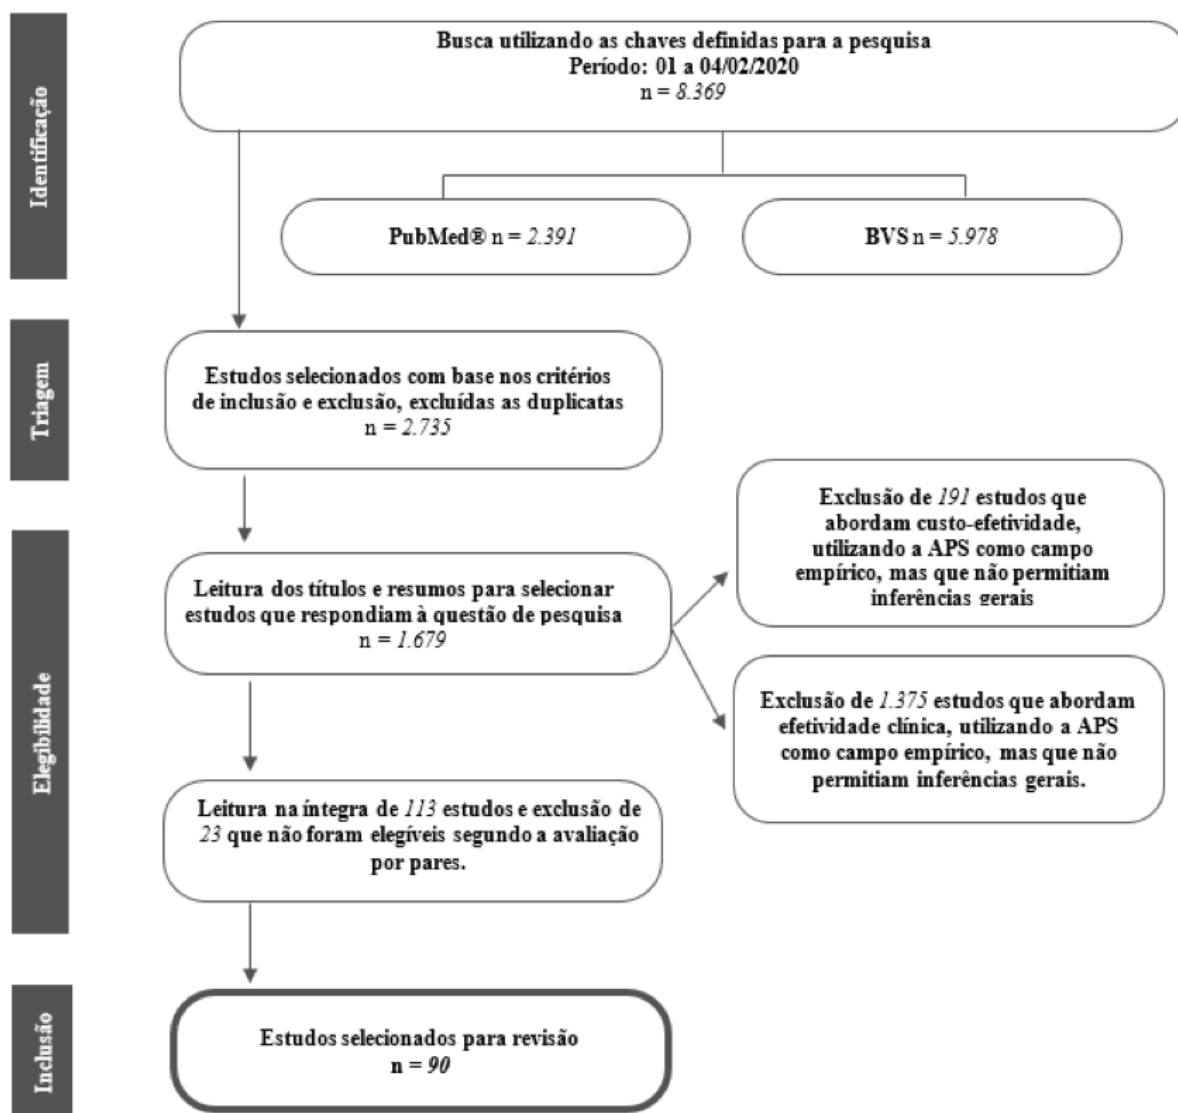 Identificação
Busca utilizando as chaves definidas para a pesquisa
Período: 01 a 04/02/2020
n = 8.369
PubMed® n = 2.391
BVS n = 5.978
Triagem
Estudos selecionados com base nos critérios
de inclusão e exclusão, excluídas as duplicatas
n = 2.735
Elegibilidade
Leitura dos títulos e resumos para selecionar
estudos que respondiam à questão de pesquisa
n = 1.679
Exclusão de 191 estudos que
abordam custo-efetividade,
utilizando a APS como campo
empírico, mas que não permitiam
inferências gerais
Exclusão de 1.375 estudos que abordam
efetividade clínica, utilizando a APS
como campo empírico, mas que não
permitiam inferências gerais.
Leitura na íntegra de 113 estudos e exclusão de
23 que não foram elegíveis segundo a avaliação
por pares.
Inclusão
Estudos selecionados para revisão
n = 90